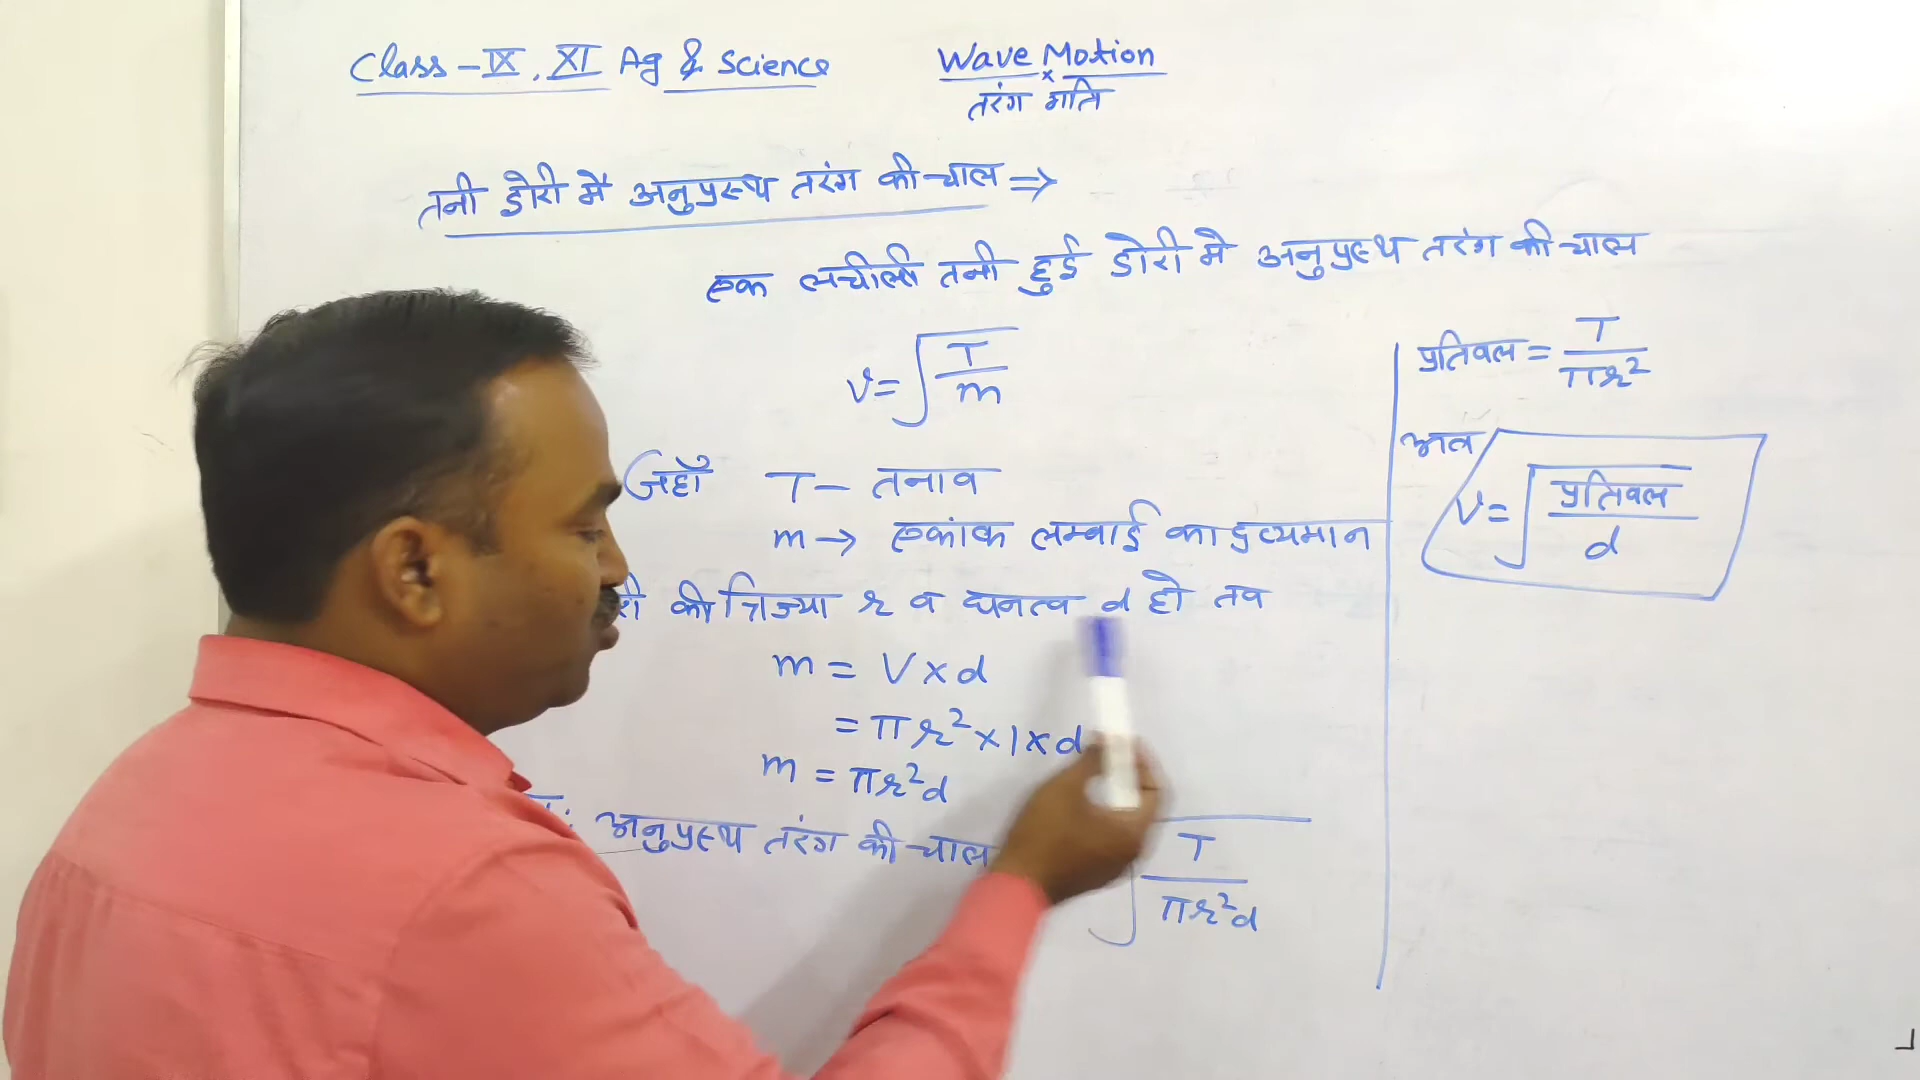 Class - IX, XI Ag & Science
Wave Motion
×
तरंग गति
तनी डोरी में अनुप्रस्थ तरंग की चाल ⇒
एक लचीली तनी हुई डोरी मे अनुप्रस्थ तरंग की चाल
v = √(T/m)
जहाँ T – तनाव
m → एकांक लम्बाई का द्रव्यमान
री की त्रिज्या r व घनत्व d हो तब
m = V × d
= πr² × 1 × d
m = πr²d
अनुप्रस्थ तरंग की चाल √(T/πr²d)
प्रतिबल = T/πr²
अतः
v = √(प्रतिबल/d)